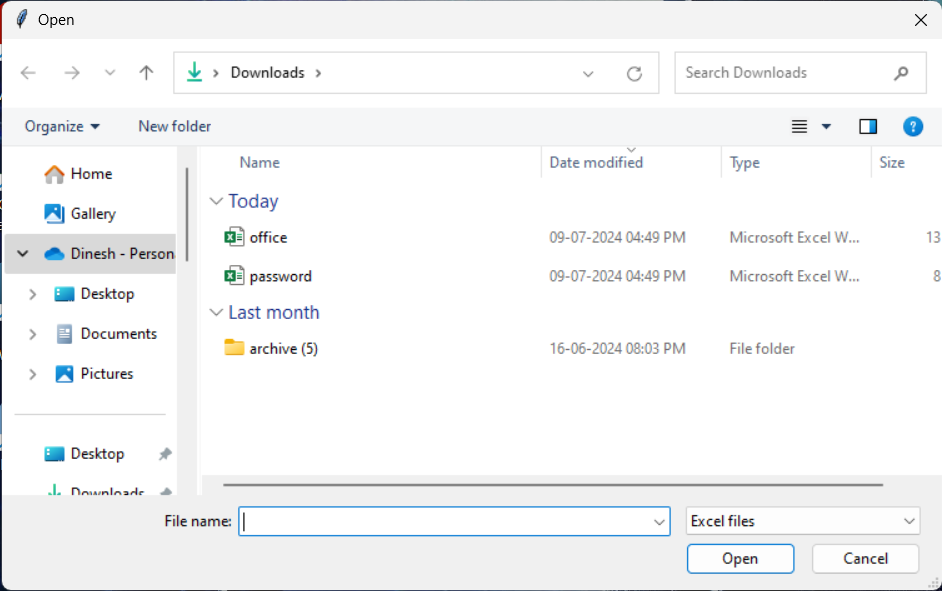 Open
Downloads
Search Downloads
Organize
New folder
Name
Date modified
Type
Size
Home
Gallery
Dinesh - Person
Desktop
Documents
Pictures
Desktop
Downloads
Today
office 09-07-2024 04:49 PM Microsoft Excel W... 13
password 09-07-2024 04:49 PM Microsoft Excel W... 8
Last month
archive (5) 16-06-2024 08:03 PM File folder
File name:
Excel files
Open
Cancel